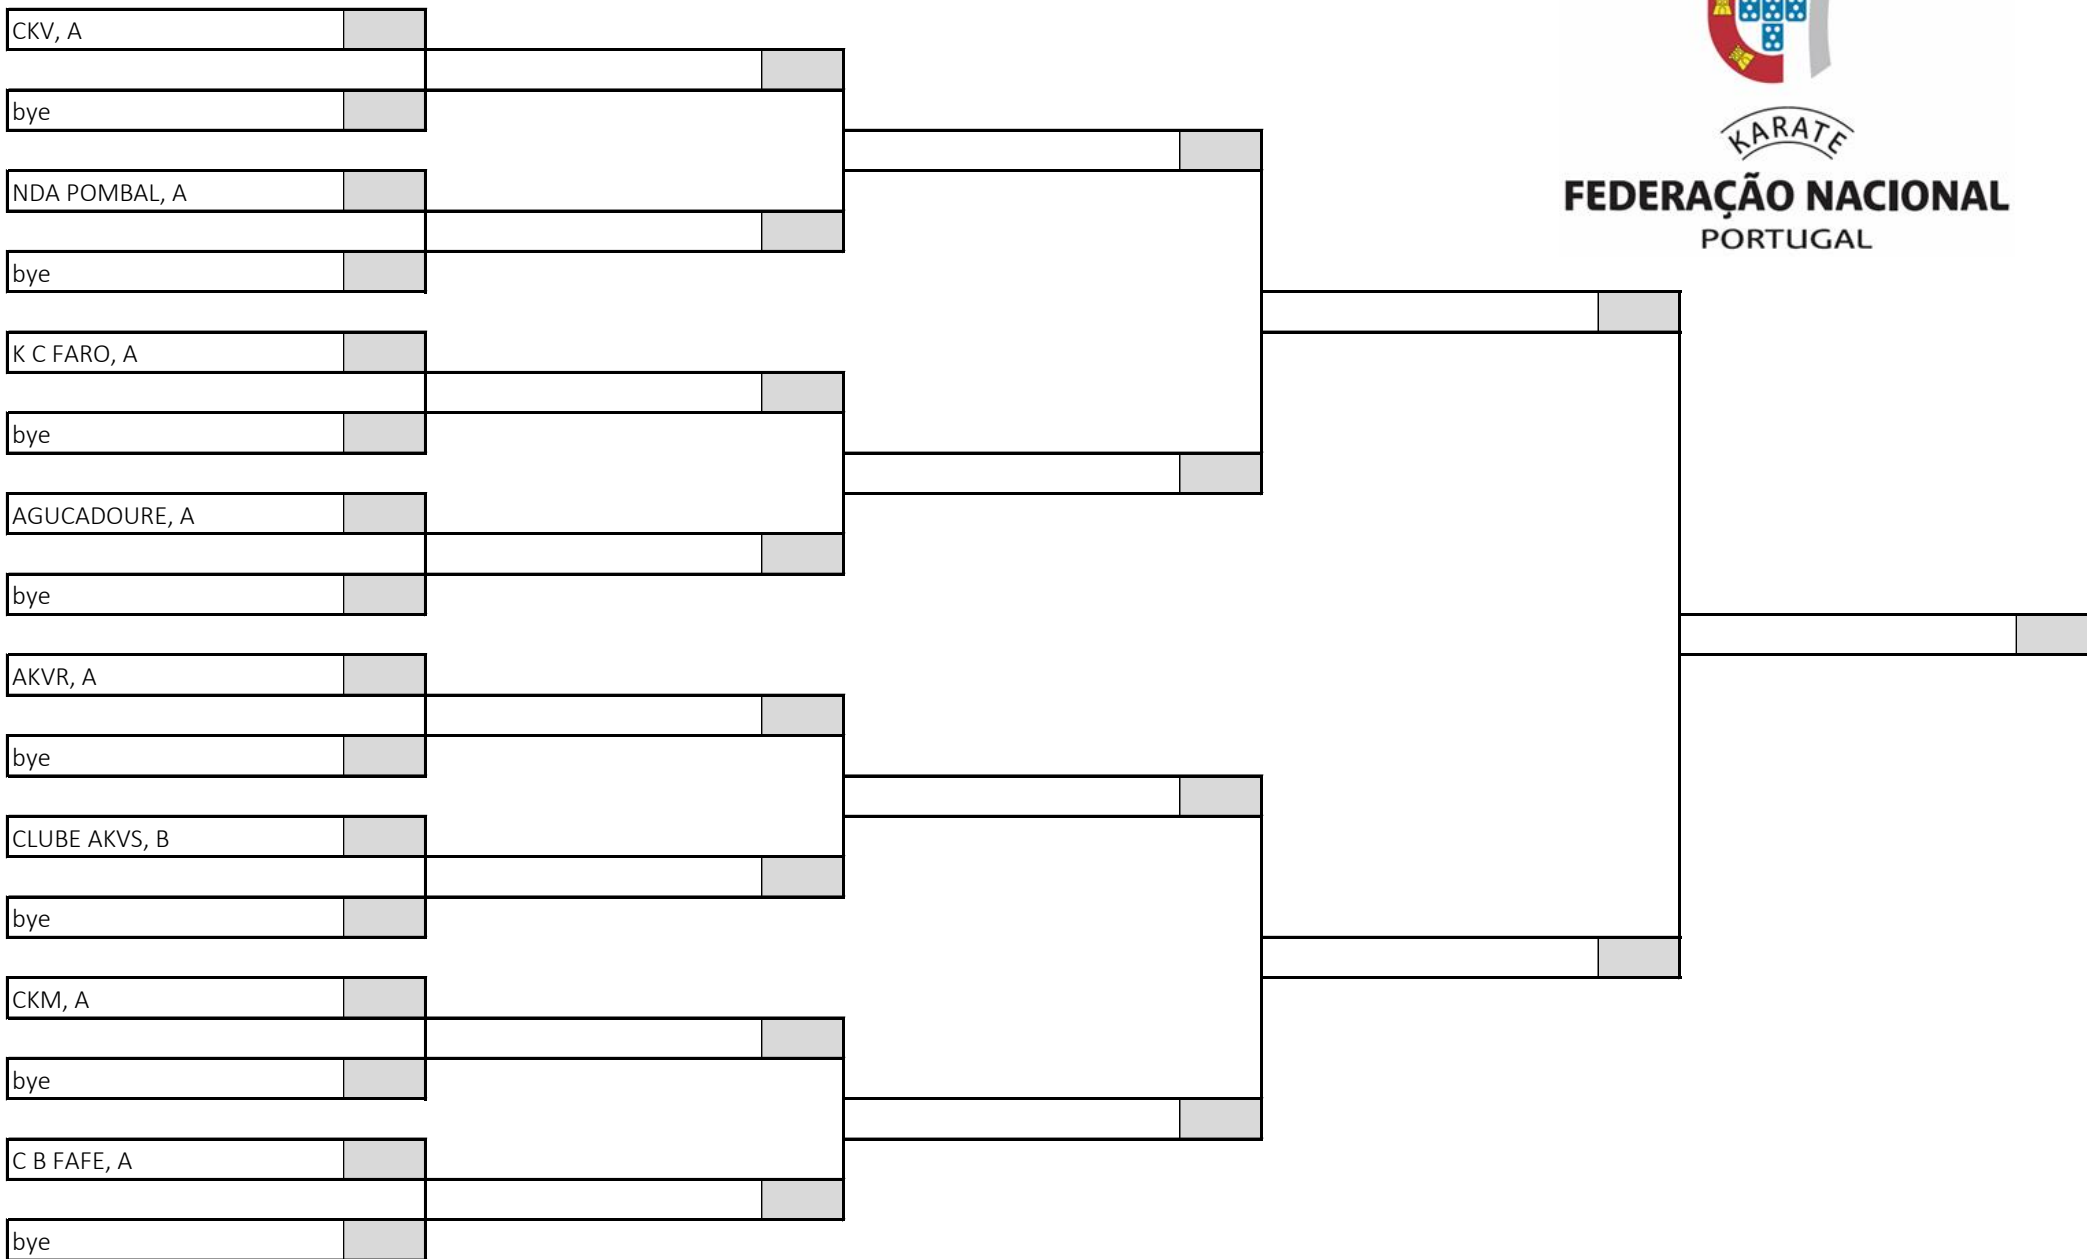 CKV, A
bye
NDA POMBAL, A
bye
K C FARO, A
bye
AGUCADOURE, A
bye
AKVR, A
bye
CLUBE AKVS, B
bye
CKM, A
bye
C B FAFE, A
bye
KARATE
FEDERAÇÃO NACIONAL
PORTUGAL